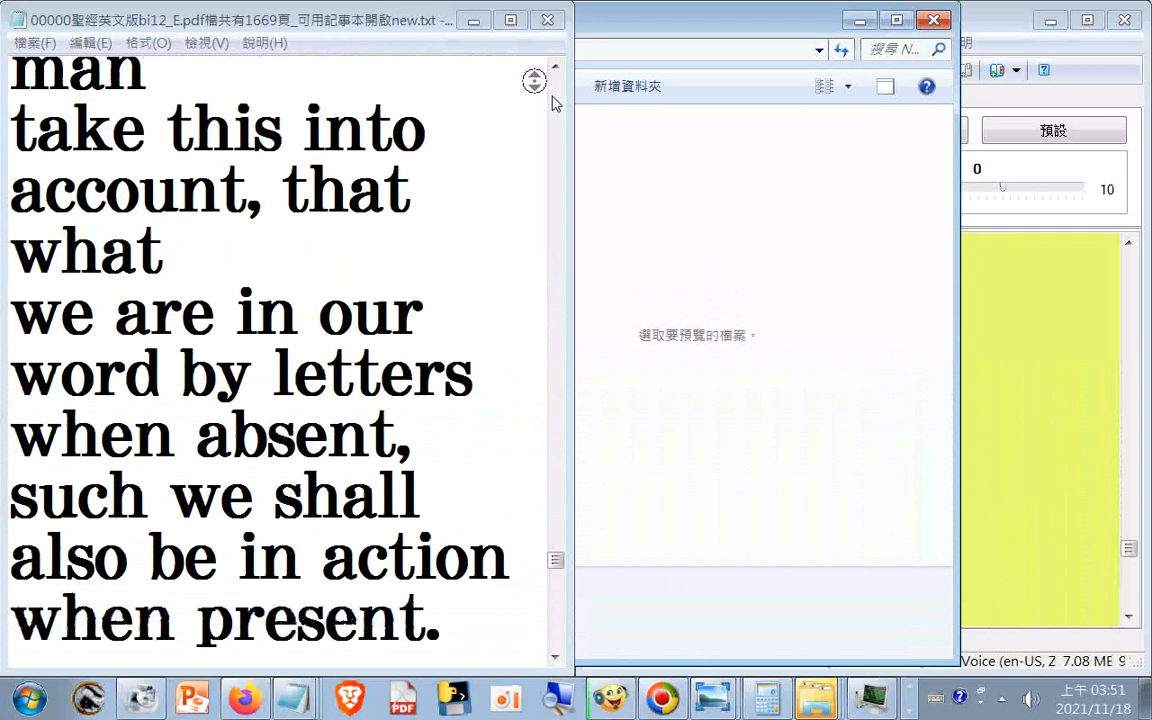 00000聖經英文版bi12_E.pdf檔共有1669頁_可用記事本開啟new.txt -...
檔案(F) 編輯(E) 格式(O) 檢視(V) 說明(H)
man
take this into
account, that
what
we are in our
word by letters
when absent,
such we shall
also be in action
when present.
搜尋 N...
新增資料夾
選取要預覽的檔案。
明
預設
0
10
Voice (en-US, Z 7.08 MB 9
PDF
上午 03:51
2021/11/18